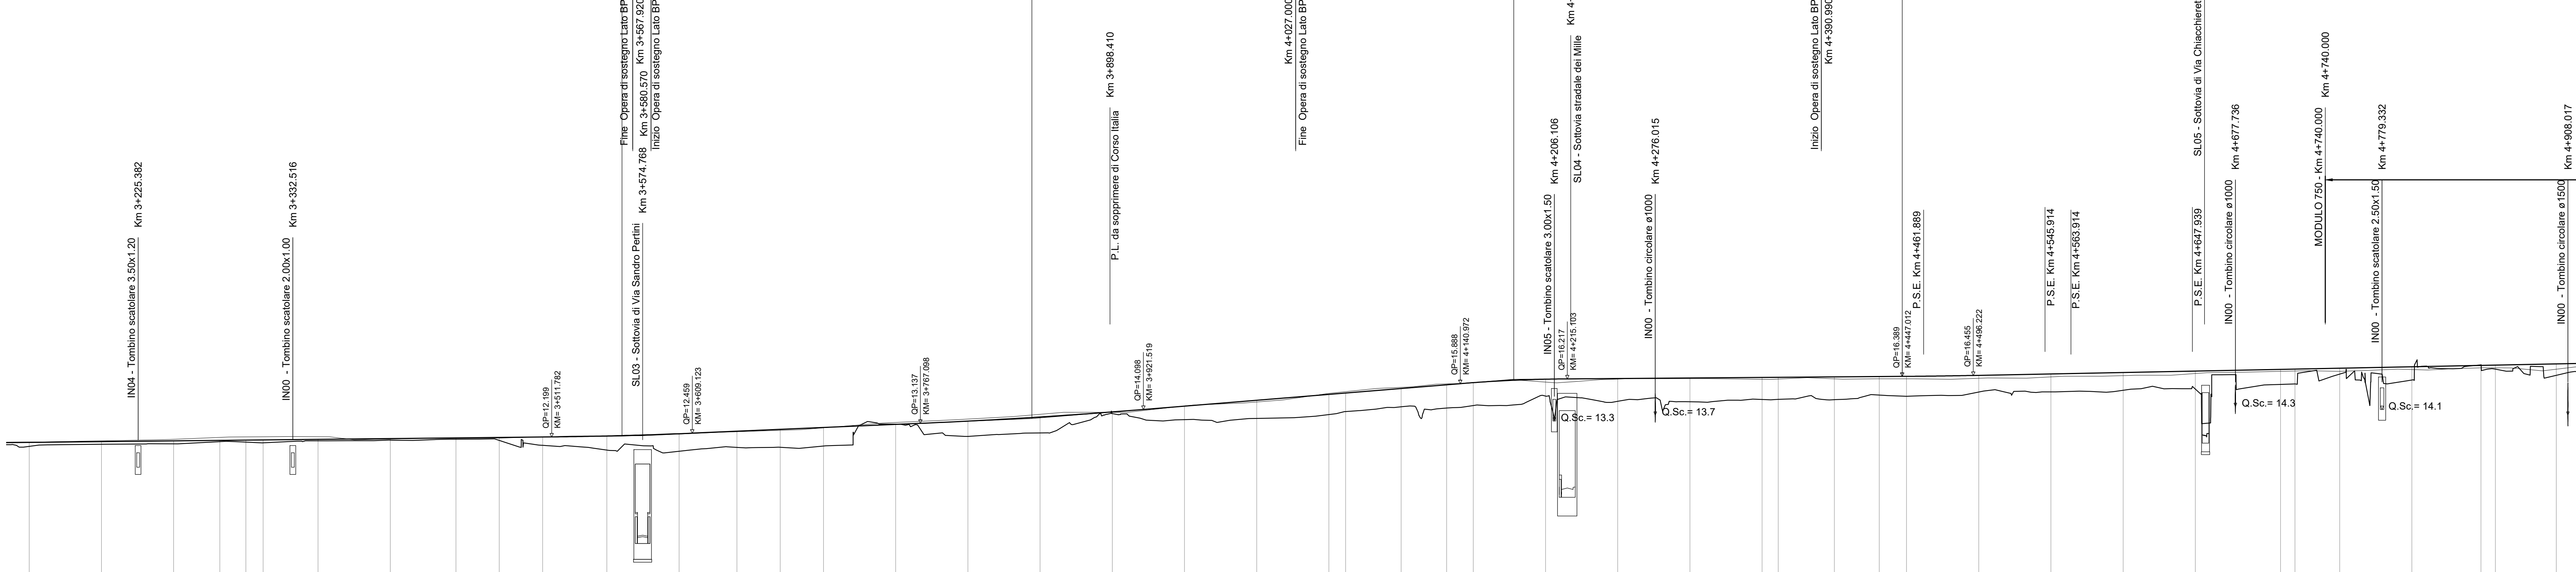 IN04 - Tombino scatolare 3.50x1.20
Km 3+225.382
IN00 - Tombino scatolare 2.00x1.00
Km 3+332.516
QP=12.199
KM= 3+511.782
Fine Opera di sostegno Lato BP
Km 3+567.920
SL03 - Sottovia di Via Sandro Pertini
Km 3+574.768
Km 3+580.570
Inizio Opera di sostegno Lato BP
QP=12.459
KM= 3+609.123
QP=13.137
KM= 3+767.098
P.L. da sopprimere di Corso Italia
Km 3+898.410
QP=14.098
KM= 3+921.519
Km 4+027.000
Fine Opera di sostegno Lato BP
QP=15.888
KM= 4+140.972
IN05 - Tombino scatolare 3.00x1.50
Km 4+206.106
Q.Sc.= 13.3
QP=16.217
KM= 4+215.103
Km 4+
SL04 - Sottovia stradale dei Mille
IN00 - Tombino circolare ø1000
Km 4+276.015
Q.Sc.= 13.7
Inizio Opera di sostegno Lato BP
Km 4+390.990
QP=16.389
KM= 4+447.012
P.S.E. Km 4+461.889
QP=16.455
KM= 4+496.222
P.S.E. Km 4+545.914
P.S.E. Km 4+563.914
P.S.E. Km 4+647.939
SL05 - Sottovia di Via Chiacchieret
IN00 - Tombino circolare ø1000
Km 4+677.736
Q.Sc.= 14.3
MODULO 750 - Km 4+740.000
Km 4+740.000
IN00 - Tombino scatolare 2.50x1.50
Km 4+779.332
Q.Sc.= 14.1
IN00 - Tombino circolare ø1500
Km 4+908.017